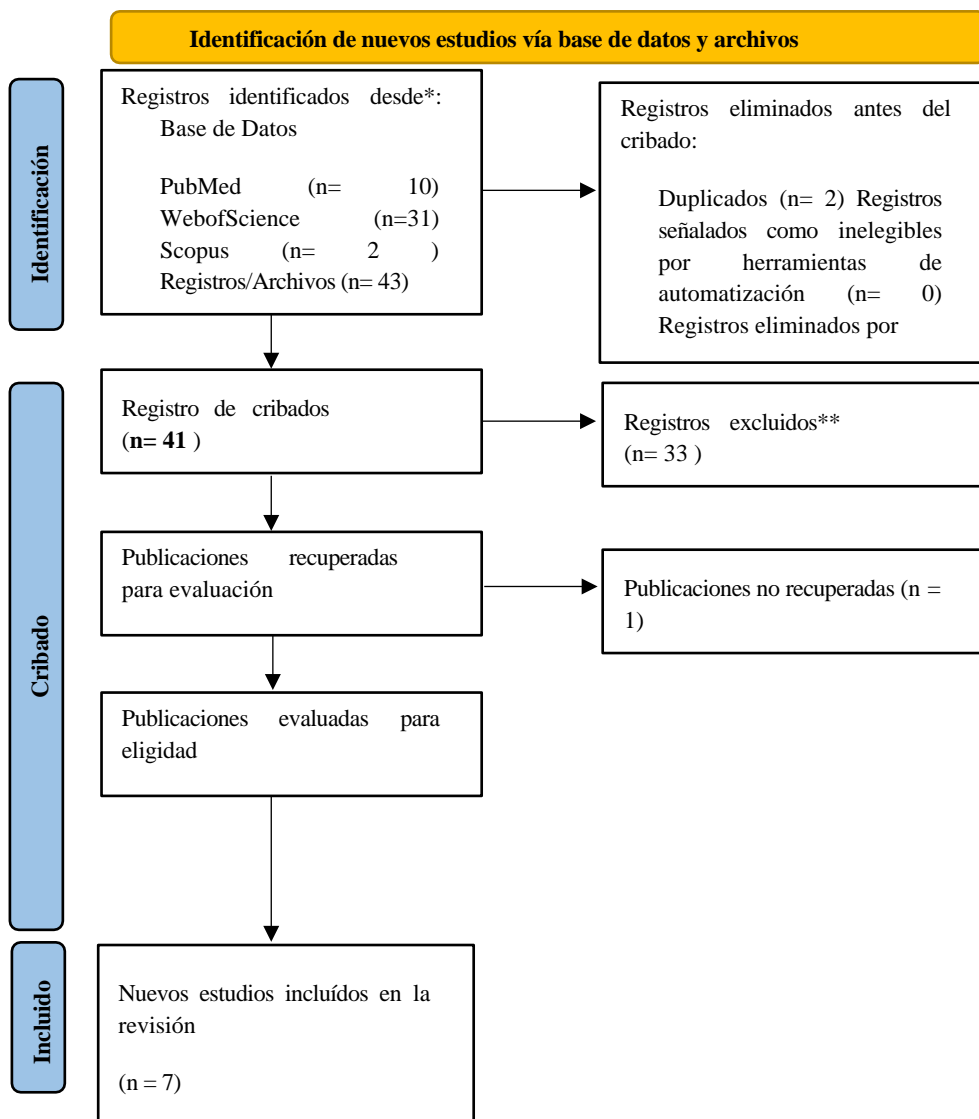 Identificación de nuevos estudios vía base de datos y archivos
Identificación
Registros identificados desde*:
Base de Datos
PubMed (n= 10)
WebofScience (n=31)
Scopus (n= 2 )
Registros/Archivos (n= 43)
Registros eliminados antes del
cribado:
Duplicados (n= 2) Registros
señalados como inelegibles
por herramientas de
automatización (n= 0)
Registros eliminados por
Cribado
Registro de cribados
(n= 41 )
Registros excluidos**
(n= 33 )
Publicaciones recuperadas
para evaluación
Publicaciones no recuperadas (n =
1)
Publicaciones evaluadas para
eligidad
Incluido
Nuevos estudios incluídos en la
revisión
(n = 7)